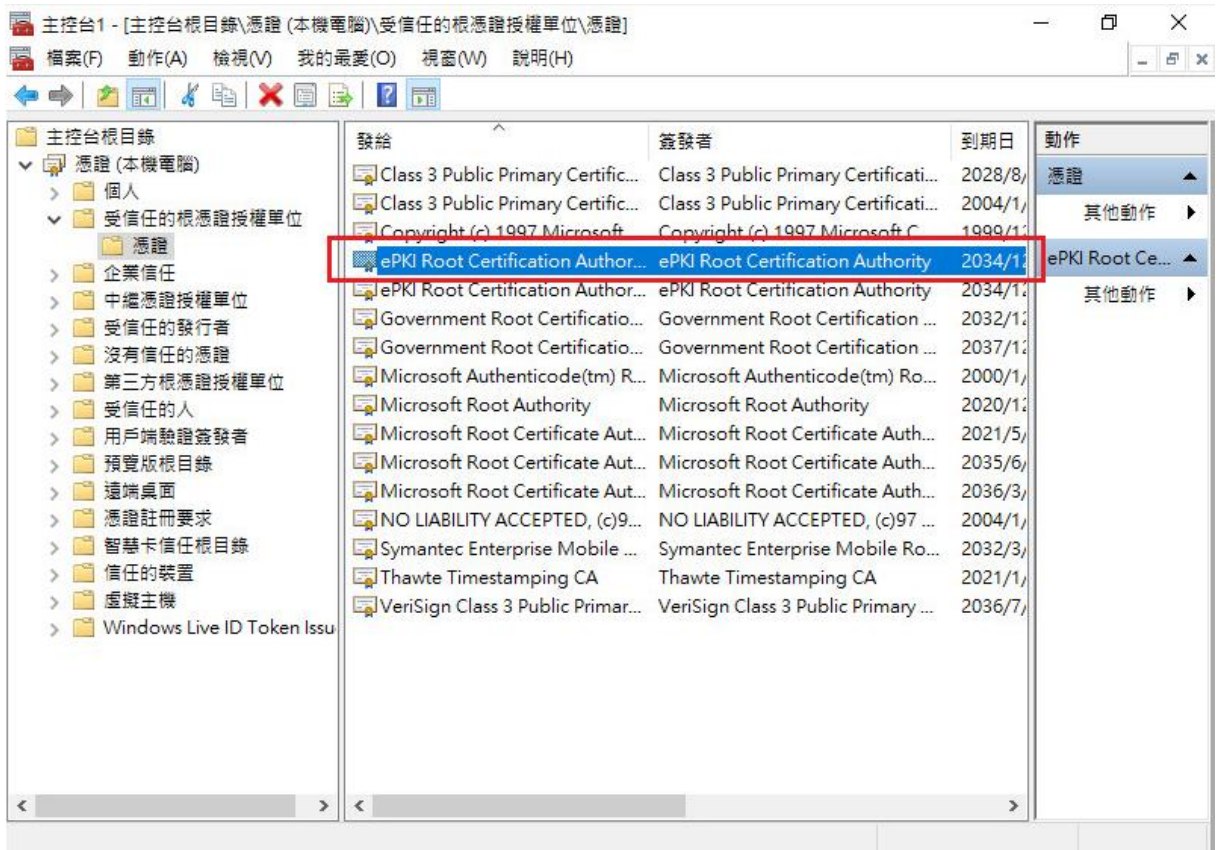 主控台1 - [主控台根目錄\憑證 (本機電腦)\受信任的根憑證授權單位\憑證]
檔案(F) 動作(A) 檢視(V) 我的最愛(O) 視窗(W) 說明(H)
主控台根目錄
憑證 (本機電腦)
個人
受信任的根憑證授權單位
憑證
企業信任
中繼憑證授權單位
受信任的發行者
沒有信任的憑證
第三方根憑證授權單位
受信任的人
用戶端驗證簽發者
預覽版根目錄
遠端桌面
憑證註冊要求
智慧卡信任根目錄
信任的裝置
虛擬主機
Windows Live ID Token Issu
發給 簽發者 到期日
Class 3 Public Primary Certific... Class 3 Public Primary Certificati... 2028/8/
Class 3 Public Primary Certific... Class 3 Public Primary Certificati... 2004/1/
Copyright (c) 1997 Microsoft Copyright (c) 1997 Microsoft C 1999/12
ePKI Root Certification Author... ePKI Root Certification Authority 2034/12
ePKI Root Certification Author... ePKI Root Certification Authority 2034/12
Government Root Certificatio... Government Root Certification ... 2032/12
Government Root Certificatio... Government Root Certification ... 2037/12
Microsoft Authenticode(tm) R... Microsoft Authenticode(tm) Ro... 2000/1/
Microsoft Root Authority Microsoft Root Authority 2020/12
Microsoft Root Certificate Aut... Microsoft Root Certificate Auth... 2021/5/
Microsoft Root Certificate Aut... Microsoft Root Certificate Auth... 2035/6/
Microsoft Root Certificate Aut... Microsoft Root Certificate Auth... 2036/3/
NO LIABILITY ACCEPTED, (c)9... NO LIABILITY ACCEPTED, (c)97 ... 2004/1/
Symantec Enterprise Mobile ... Symantec Enterprise Mobile Ro... 2032/3/
Thawte Timestamping CA Thawte Timestamping CA 2021/1/
VeriSign Class 3 Public Primar... VeriSign Class 3 Public Primary ... 2036/7/
動作
憑證
其他動作
ePKI Root Ce...
其他動作